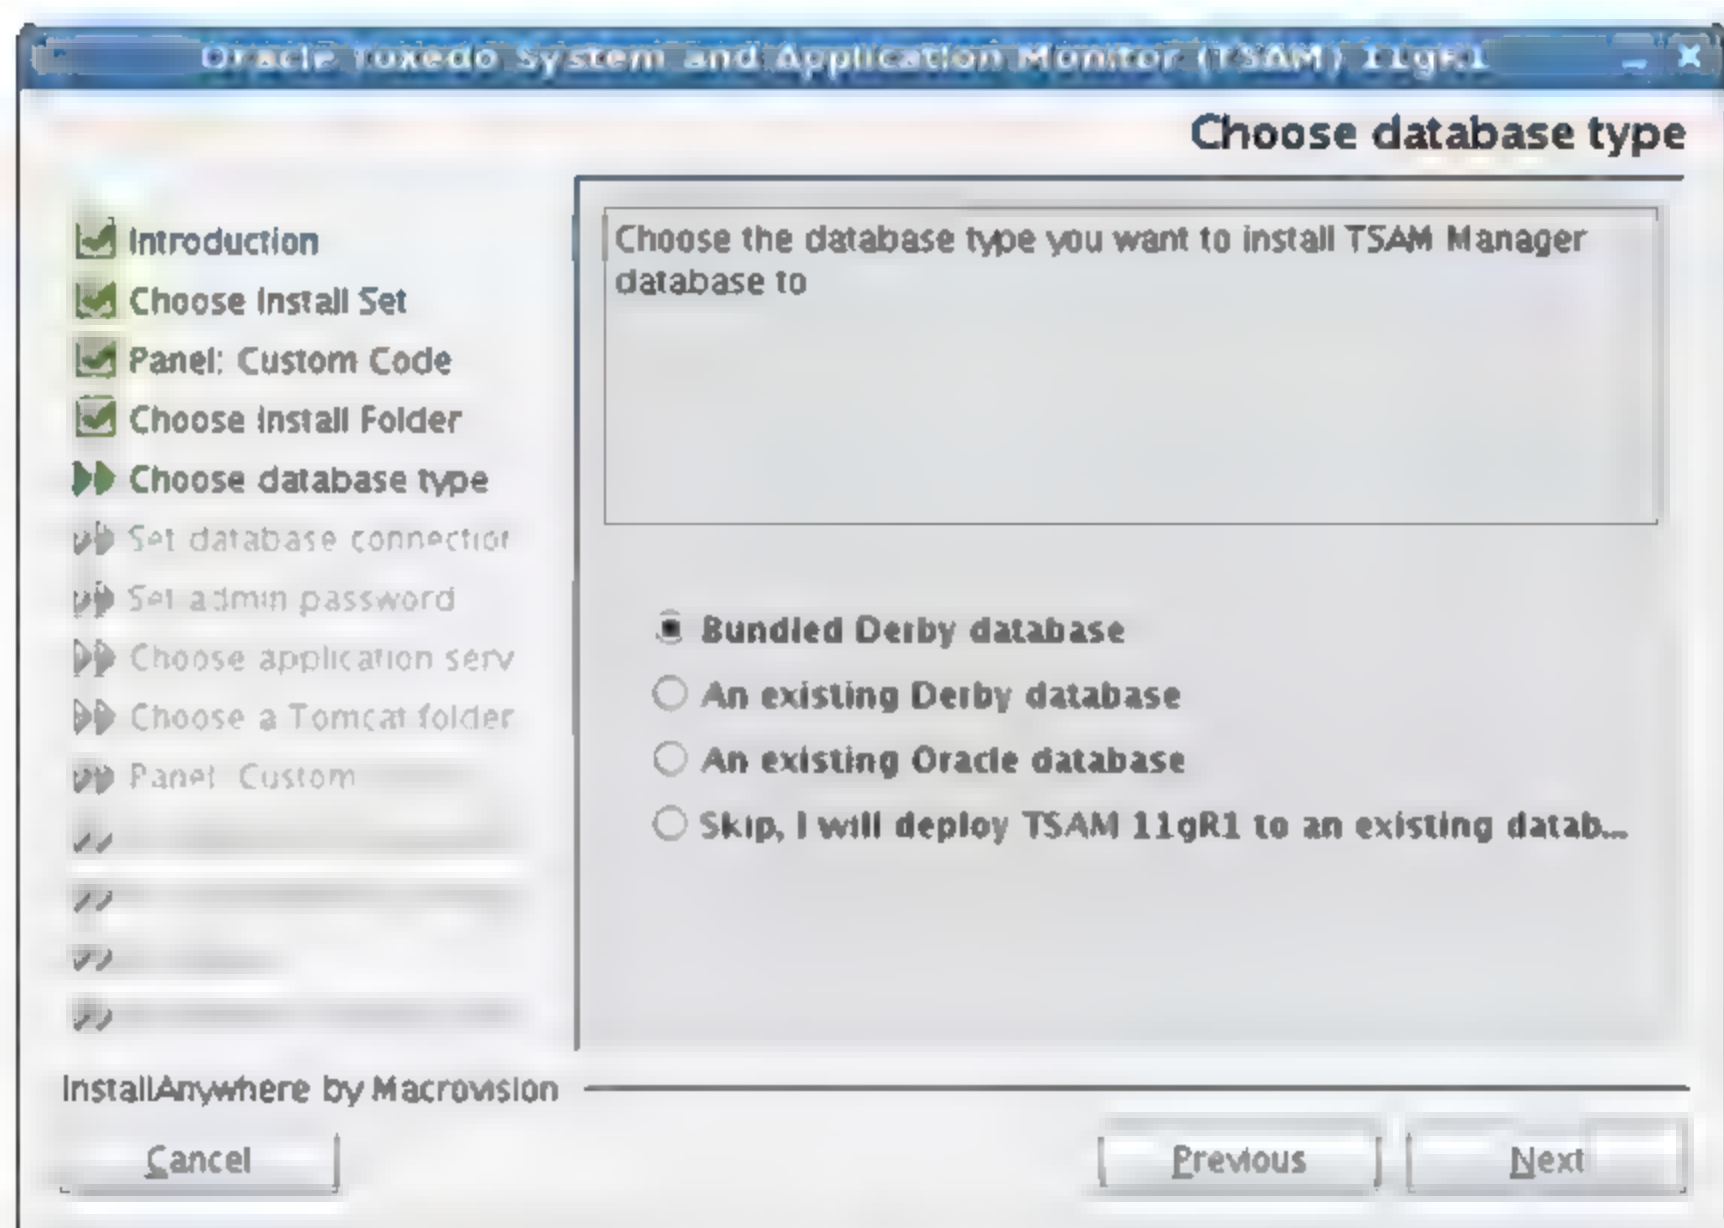 Oracle Tuxedo System and Application Monitor (TSAM) 11gR1
Choose database type
Introduction
Choose Install Set
Panel: Custom Code
Choose Install Folder
Choose database type
Set database connection
Set admin password
Choose application serv
Choose a Tomcat folder
Panel: Custom
Choose the database type you want to install TSAM Manager
database to
Bundled Derby database
An existing Derby database
An existing Oracle database
Skip, I will deploy TSAM 11gR1 to an existing datab...
InstallAnywhere by Macrovision
Cancel
Previous
Next